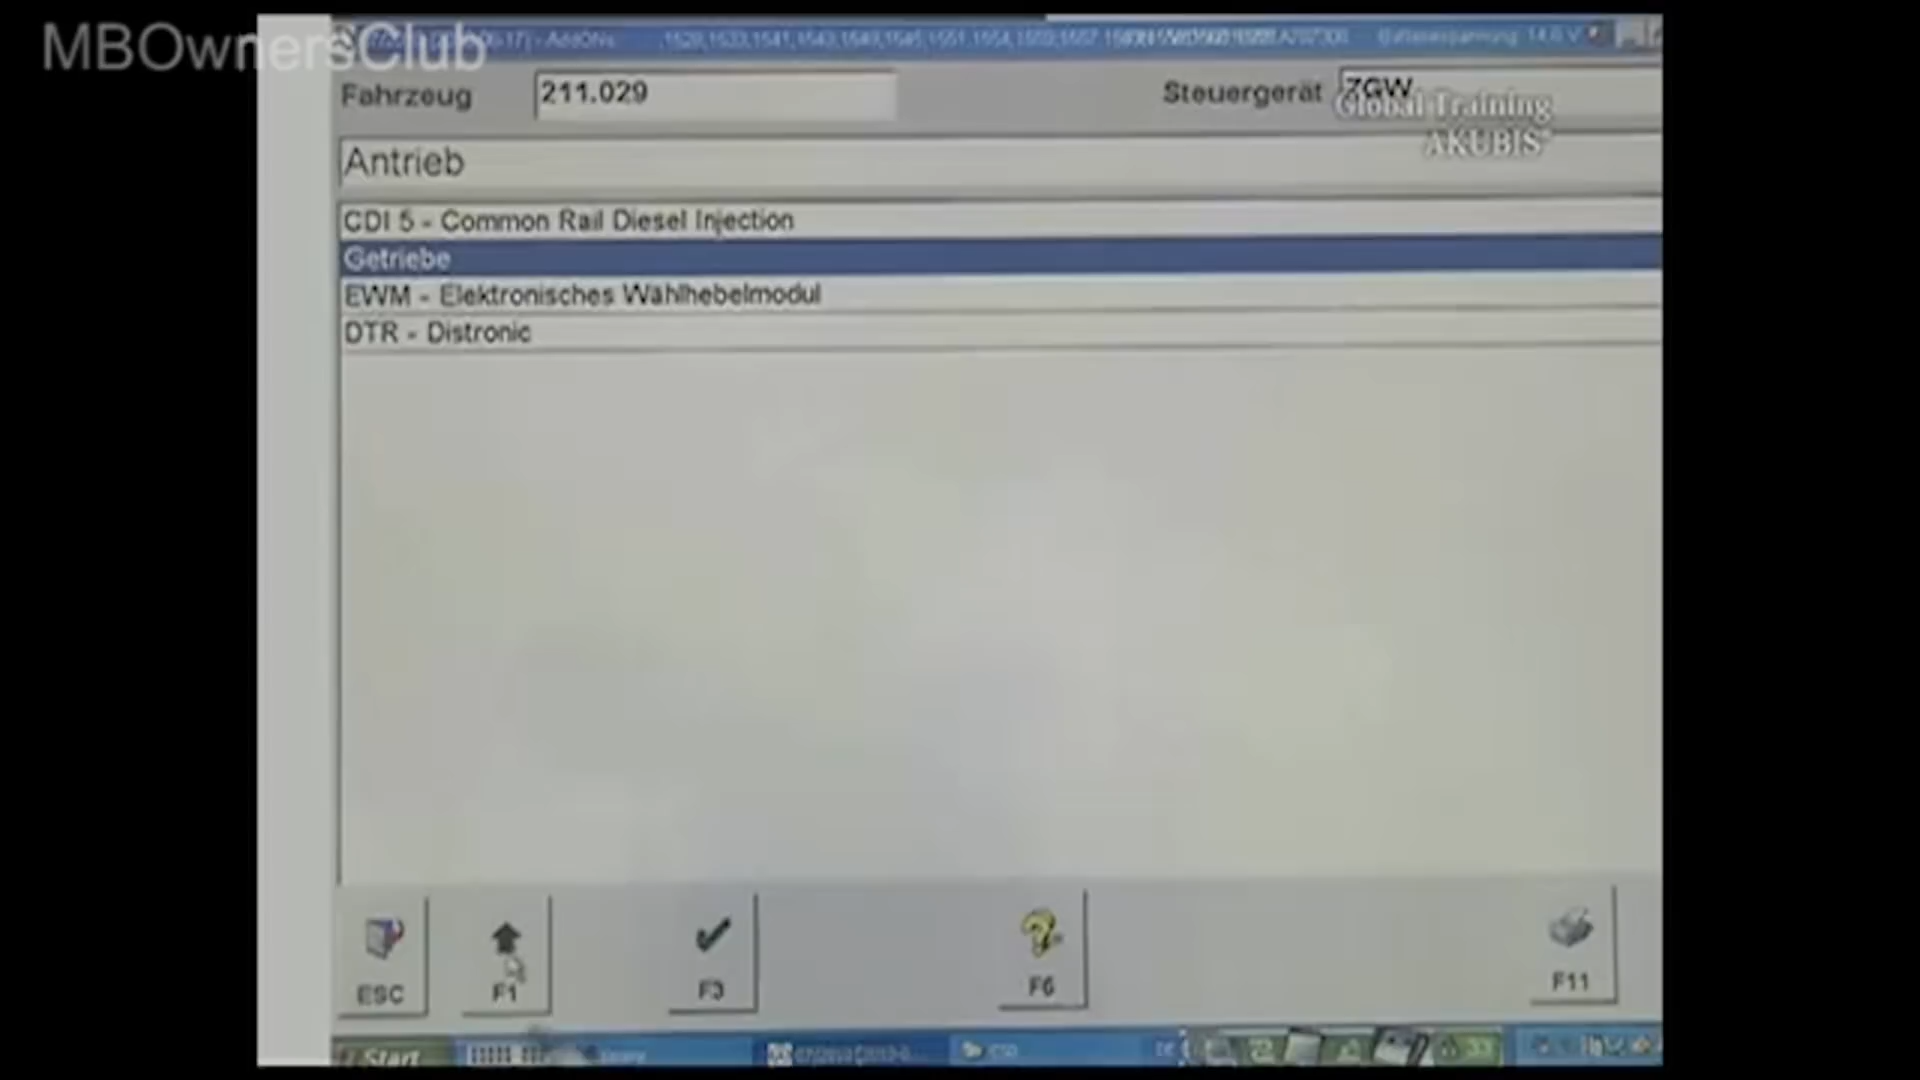 MBOwnersClub
Fahrzeug 211.029 Steuergerät ZGW
Global Training
AKUBIS®
Antrieb
CDI 5 - Common Rail Diesel Injection
Getriebe
EWM - Elektronisches Wählhebelmodul
DTR - Distronic
ESC F1 F3 F6 F11
Start